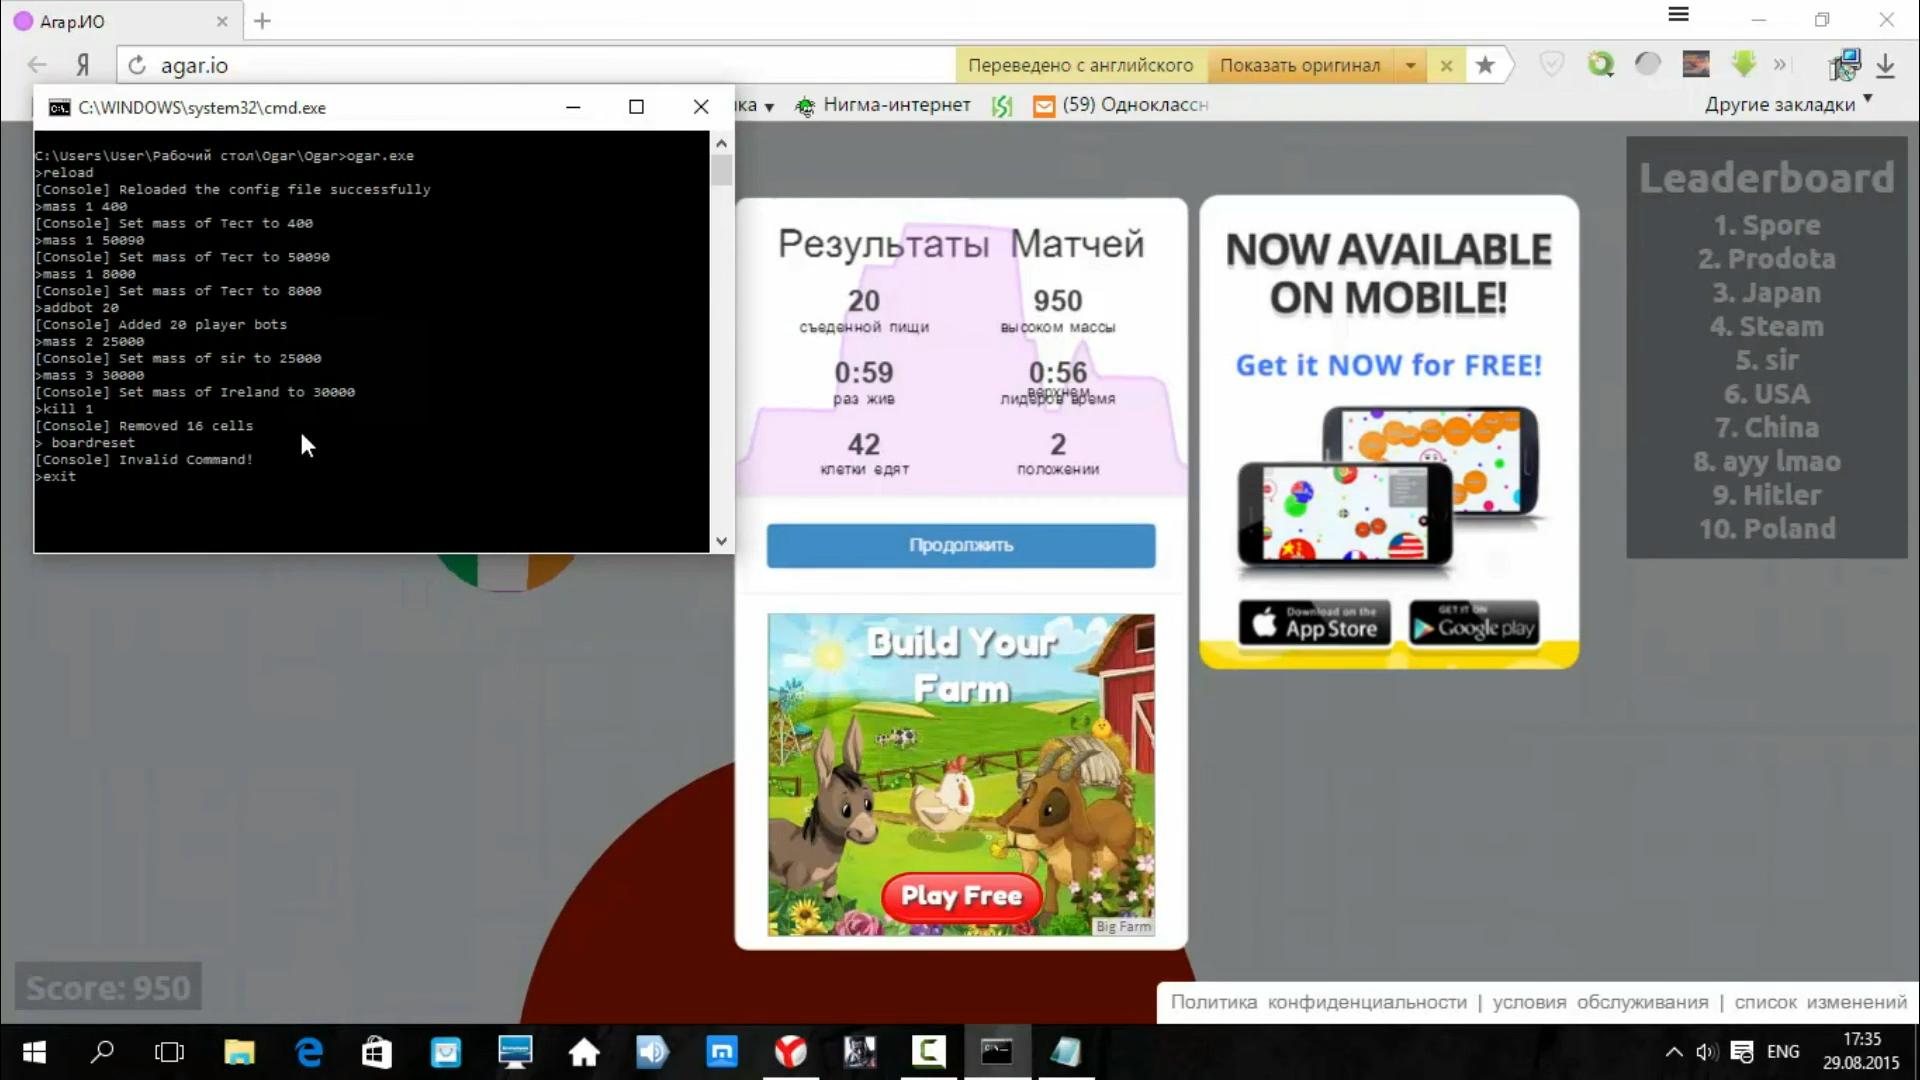 Агар.ИО
agar.io
Переведено с английского
Показать оригинал
ка
Нигма-интернет
(59) Одноклассн
Другие закладки
C:\WINDOWS\system32\cmd.exe
C:\Users\User\Рабочий стол\Ogar\Ogar>ogar.exe
>reload
[Console] Reloaded the config file successfully
>mass 1 400
[Console] Set mass of Тест to 400
>mass 1 50090
[Console] Set mass of Тест to 50090
>mass 1 8000
[Console] Set mass of Тест to 8000
>addbot 20
[Console] Added 20 player bots
>mass 2 25000
[Console] Set mass of sir to 25000
>mass 3 30000
[Console] Set mass of Ireland to 30000
>kill 1
[Console] Removed 16 cells
> boardreset
[Console] Invalid Command!
>exit
Результаты Матчей
20 950
съеденной пищи высоком массы
0:59 0:56
раз жив верхнем лидеров время
42 2
клетки едят положении
Продолжить
Build Your
Farm
Play Free
Big Farm
NOW AVAILABLE
ON MOBILE!
Get it NOW for FREE!
Download on the
App Store
GET IT ON
Google play
Leaderboard
1. Spore
2. Prodota
3. Japan
4. Steam
5. sir
6. USA
7. China
8. ayy lmao
9. Hitler
10. Poland
Score: 950
Политика конфиденциальности | условия обслуживания | список изменений
ENG
17:35
29.08.2015